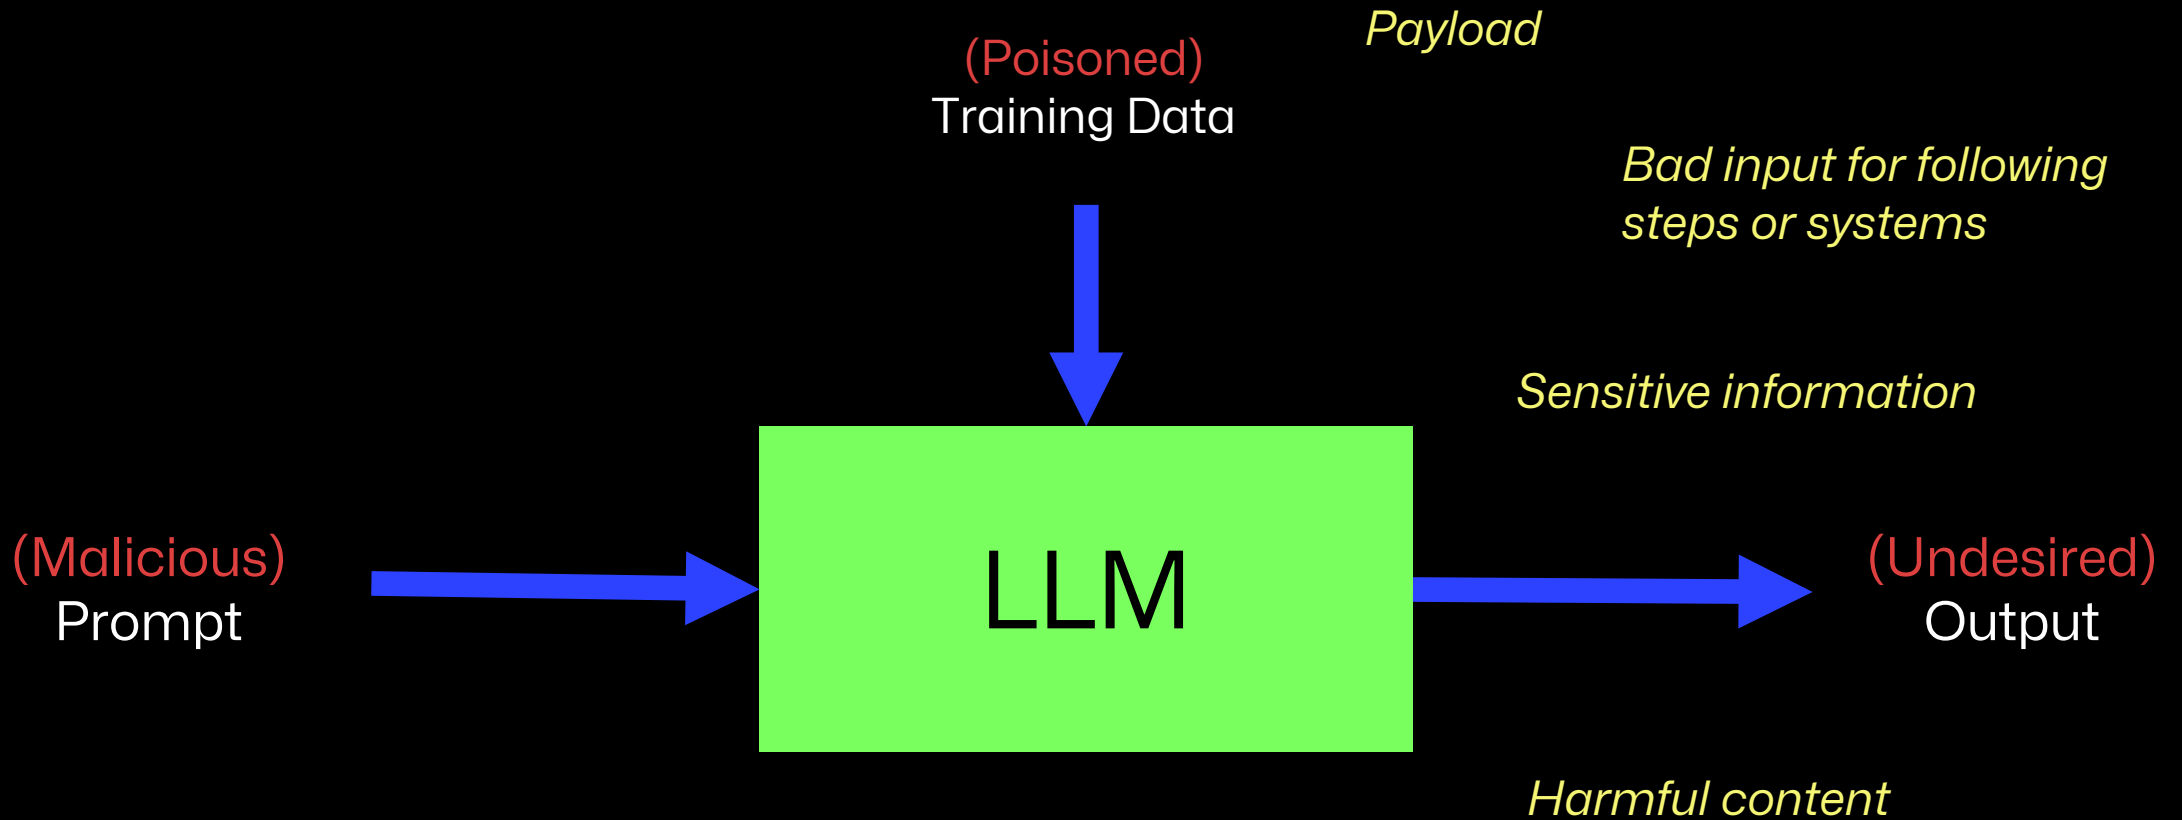 Payload
(Poisoned)
Training Data
Bad input for following
steps or systems
Sensitive information
(Malicious)
Prompt
LLM
(Undesired)
Output
Harmful content